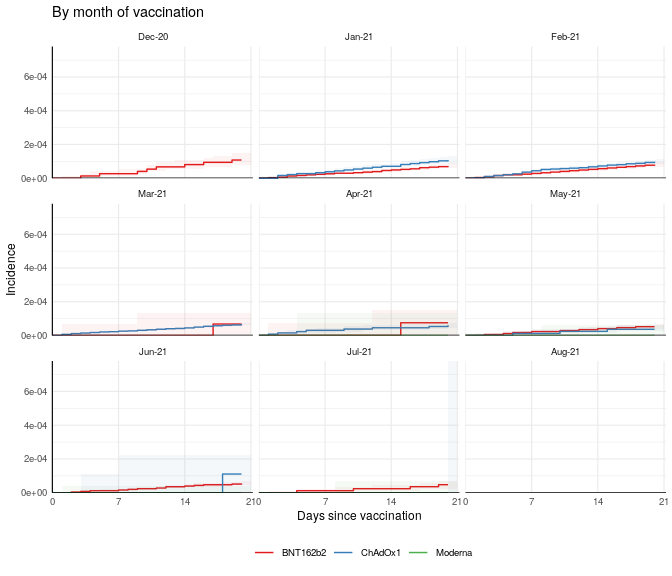 By month of vaccination
Dec-20 Jan-21 Feb-21
6e-04
4e-04
2e-04
0e+00
Mar-21 Apr-21 May-21
6e-04
4e-04
2e-04
0e+00
Incidence
Jun-21 Jul-21 Aug-21
6e-04
4e-04
2e-04
0e+00
0 7 14 21 0 7 14 21 0 7 14 21
Days since vaccination
BNT162b2 ChAdOx1 Moderna